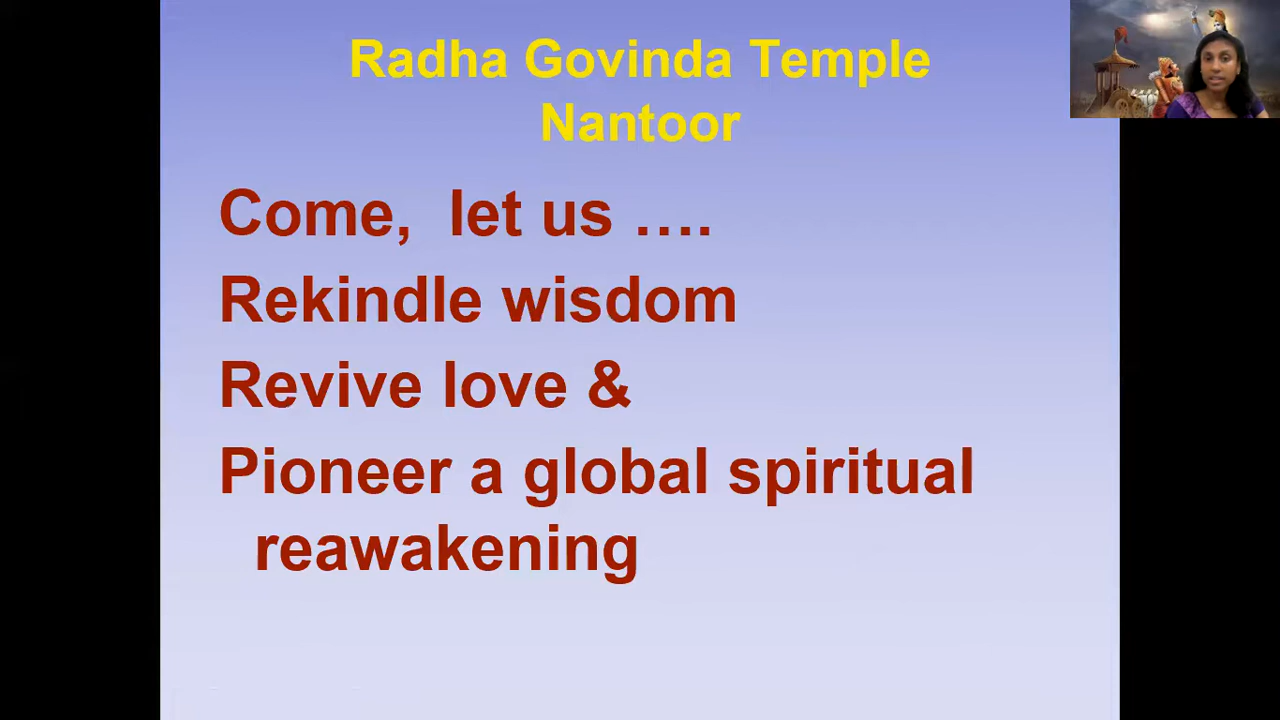 Radha Govinda Temple
Nantoor
Come,  let us ….
Rekindle wisdom
Revive love &
Pioneer a global spiritual
reawakening